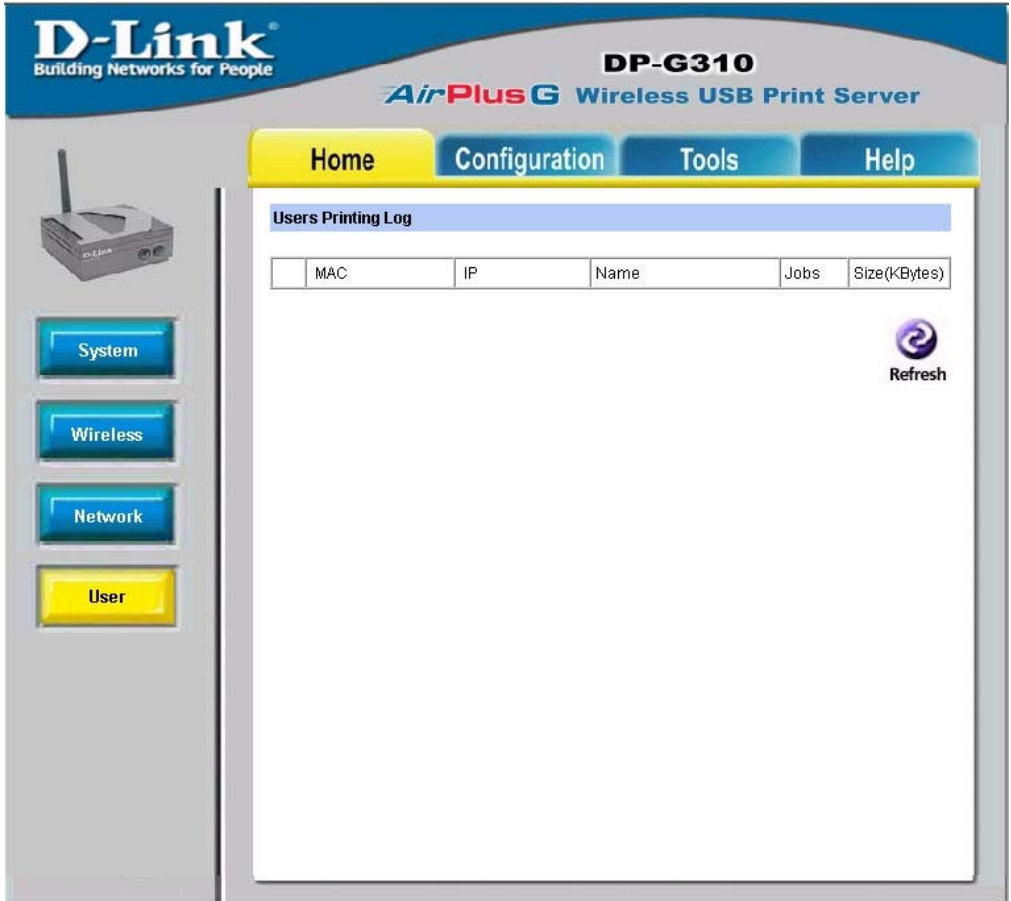 D-Link®
Building Networks for People
DP-G310
AirPlus G Wireless USB Print Server
Home Configuration Tools Help
Users Printing Log
MAC IP Name Jobs Size(KBytes)
Refresh
D-Link
System
Wireless
Network
User